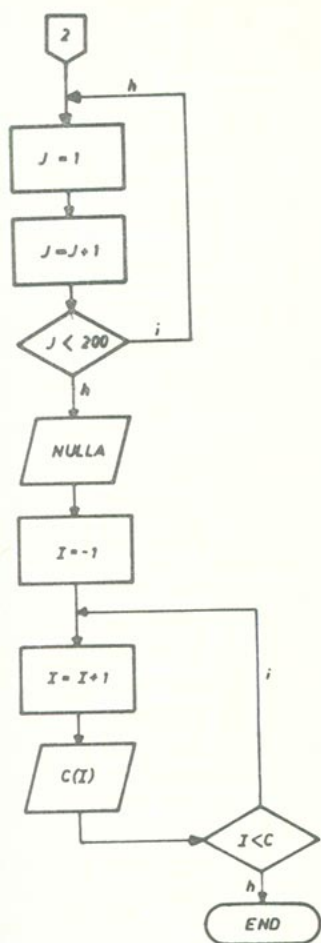 2
h
J = 1
J=J+1
J < 200
i
h
NULLA
I=-1
I= I+1
i
C(I)
I<C
h
END